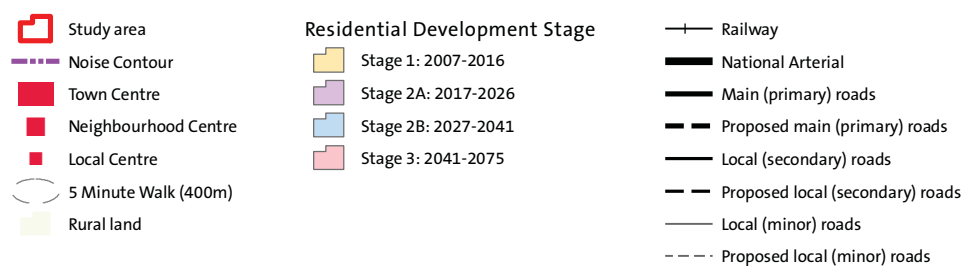 Study area
Noise Contour
Town Centre
Neighbourhood Centre
Local Centre
5 Minute Walk (400m)
Rural land
Residential Development Stage
Stage 1: 2007-2016
Stage 2A: 2017-2026
Stage 2B: 2027-2041
Stage 3: 2041-2075
Railway
National Arterial
Main (primary) roads
Proposed main (primary) roads
Local (secondary) roads
Proposed local (secondary) roads
Local (minor) roads
Proposed local (minor) roads